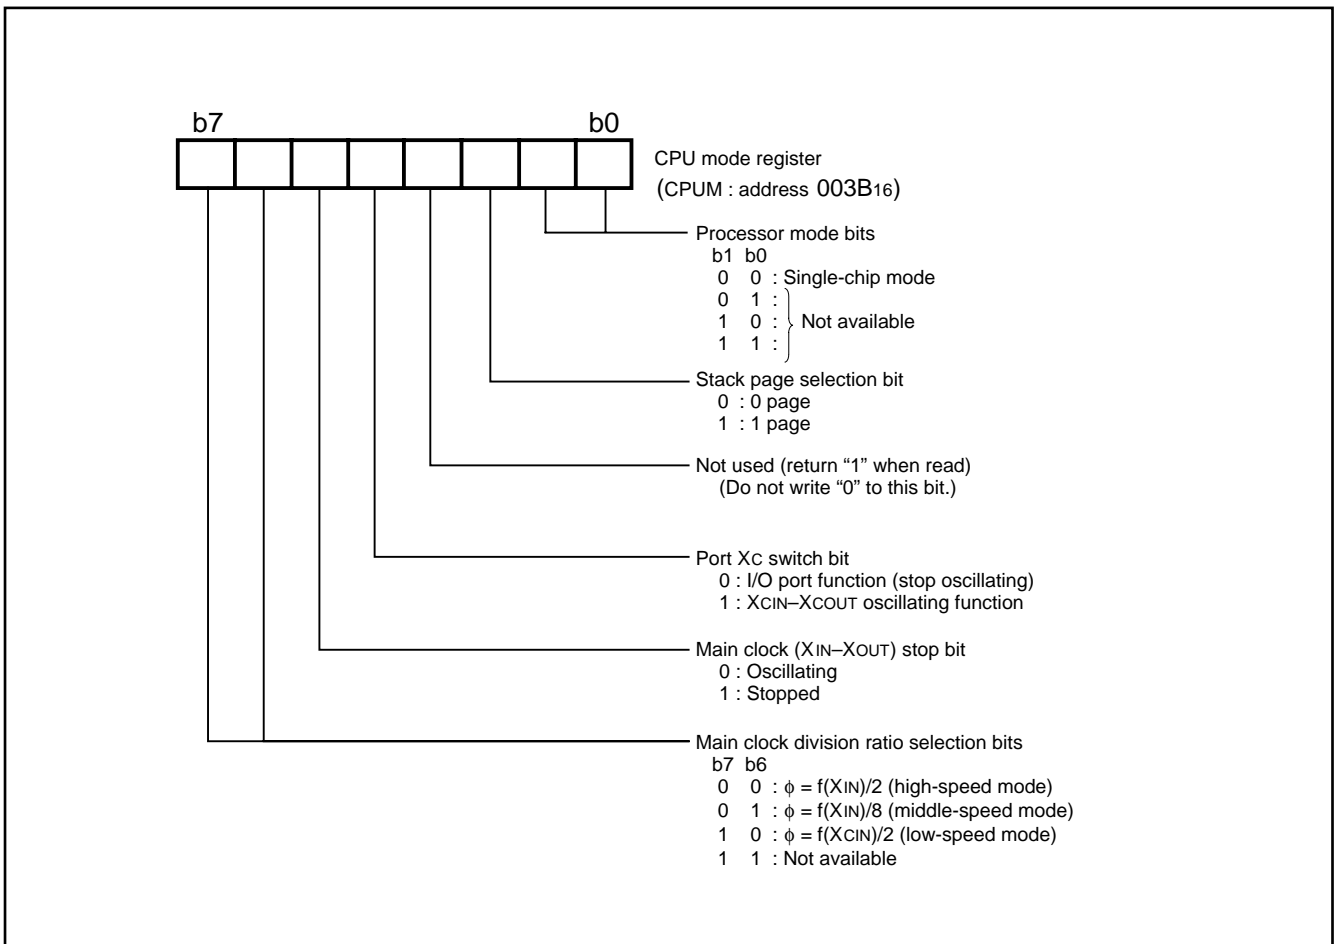 b7 b0
CPU mode register
(CPUM : address 003B16)
Processor mode bits
b1 b0
0 0 : Single-chip mode
0 1 :
1 0 : Not available
1 1 :
Stack page selection bit
0 : 0 page
1 : 1 page
Not used (return “1” when read)
(Do not write “0” to this bit.)
Port XC switch bit
0 : I/O port function (stop oscillating)
1 : XCIN–XCOUT oscillating function
Main clock (XIN–XOUT) stop bit
0 : Oscillating
1 : Stopped
Main clock division ratio selection bits
b7 b6
0 0 : φ = f(XIN)/2 (high-speed mode)
0 1 : φ = f(XIN)/8 (middle-speed mode)
1 0 : φ = f(XCIN)/2 (low-speed mode)
1 1 : Not available